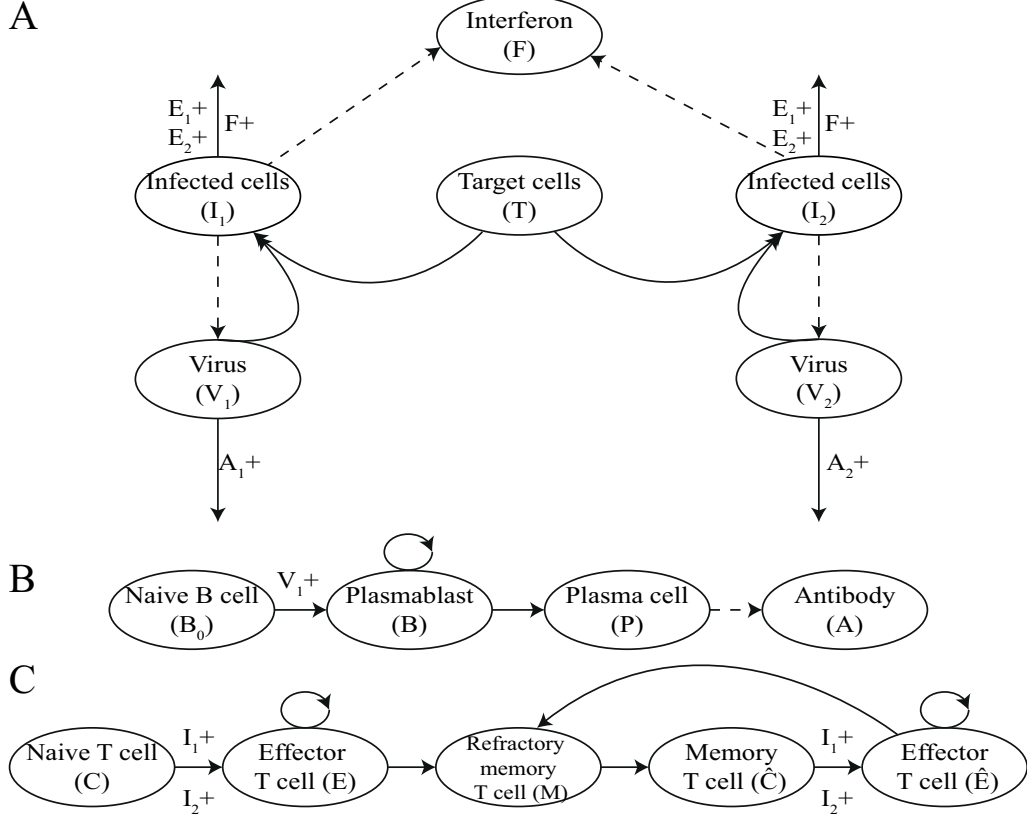 A
Interferon
(F)
E₁+
E₂+
F+
E₁+
E₂+
F+
Infected cells
(I₁)
Target cells
(T)
Infected cells
(I₂)
Virus
(V₁)
Virus
(V₂)
A₁+
A₂+
B
Naive B cell
(B₀)
V₁+
Plasmablast
(B)
Plasma cell
(P)
Antibody
(A)
C
Naive T cell
(C)
I₁+
I₂+
Effector
T cell (E)
Refractory
memory
T cell (M)
Memory
T cell (Ĉ)
I₁+
I₂+
Effector
T cell (Ê)